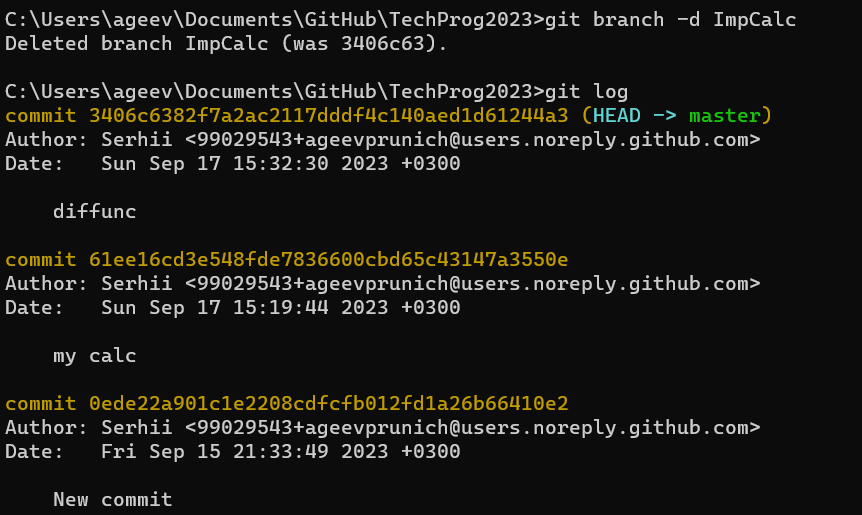 C:\Users\ageev\Documents\GitHub\TechProg2023>git branch -d ImpCalc
Deleted branch ImpCalc (was 3406c63).
C:\Users\ageev\Documents\GitHub\TechProg2023>git log
commit 3406c6382f7a2ac2117dddf4c140aed1d61244a3 (HEAD -> master)
Author: Serhii <99029543+ageevprunich@users.noreply.github.com>
Date:   Sun Sep 17 15:32:30 2023 +0300
    diffunc
commit 61ee16cd3e548fde7836600cbd65c43147a3550e
Author: Serhii <99029543+ageevprunich@users.noreply.github.com>
Date:   Sun Sep 17 15:19:44 2023 +0300
    my calc
commit 0ede22a901c1e2208cdfcfb012fd1a26b66410e2
Author: Serhii <99029543+ageevprunich@users.noreply.github.com>
Date:   Fri Sep 15 21:33:49 2023 +0300
    New commit